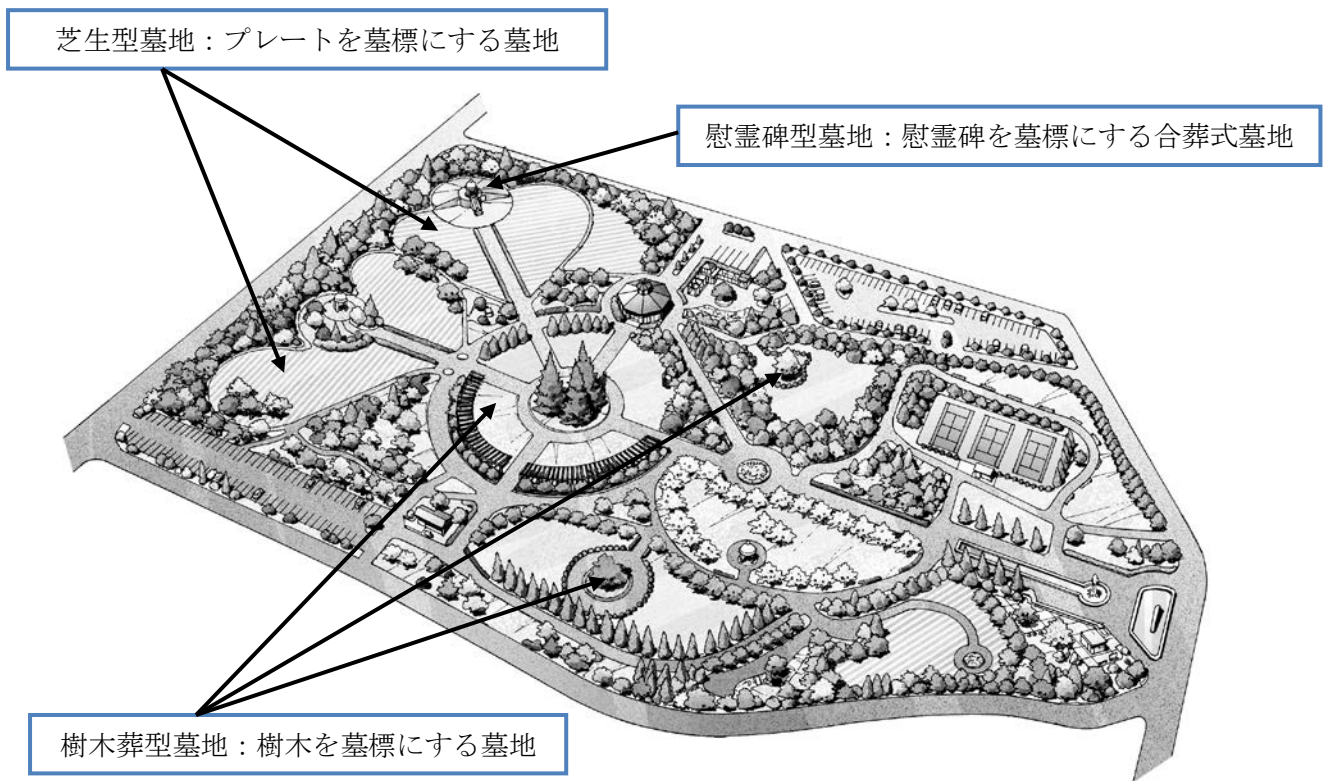 芝生型墓地：プレートを墓標にする墓地
慰霊碑型墓地：慰霊碑を墓標にする合葬式墓地
樹木葬型墓地：樹木を墓標にする墓地